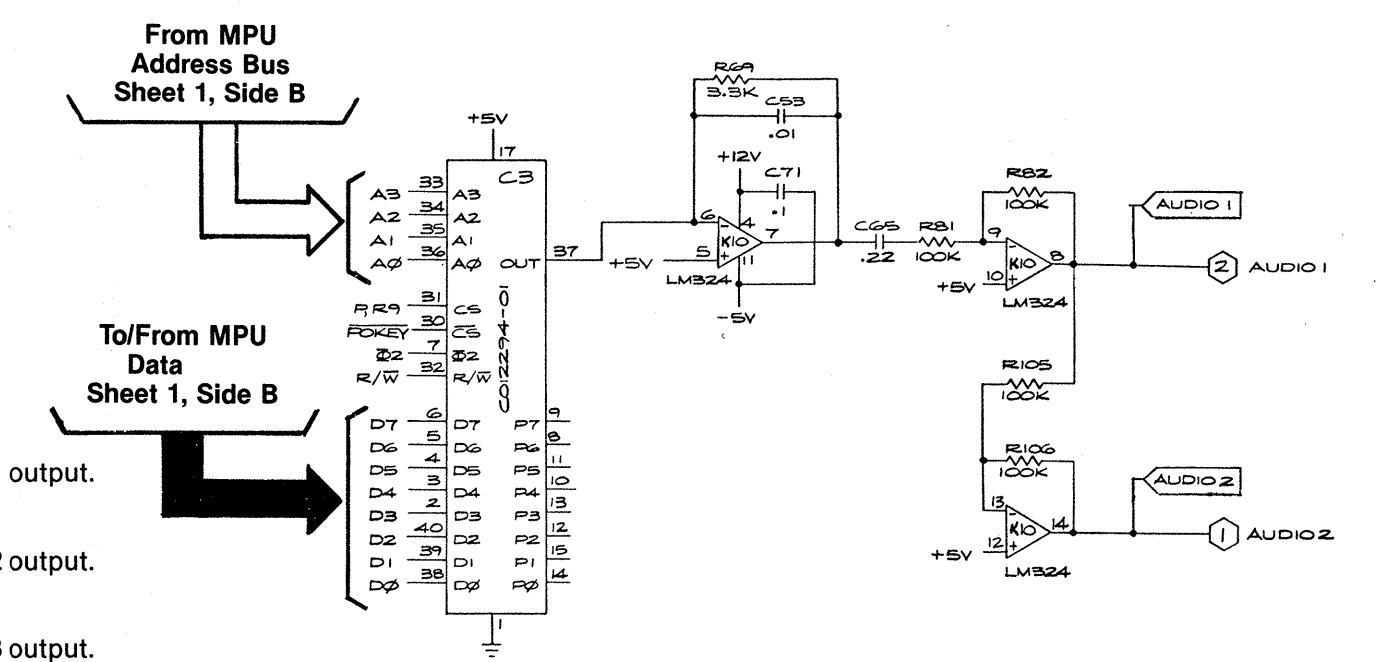 From MPU
Address Bus
Sheet 1, Side B
To/From MPU
Data
Sheet 1, Side B
output.
output.
output.
+5V
17
C3
A3 33 A3
A2 34 A2
A1 35 A1
AØ 36 AØ
OUT 37
P, R9 31 CS
POKEY 30 CS
Φ2 7 Φ2
R/W 32 R/W
C012294-01
D7 6 D7 P7 9
D6 5 D6 P6 8
D5 4 D5 P5 11
D4 3 D4 P4 10
D3 2 D3 P3 13
D2 40 D2 P2 12
D1 39 D1 P1 15
DØ 38 DØ PØ 14
1
R69
3.3K
C53
.01
+12V
C71
.1
6 - 4
K10 7
+5V 5 + 11
LM324
-5V
C65
.22
R81
100K
R82
100K
9 -
K10 8
+5V 10 +
LM324
AUDIO 1
2 AUDIO 1
R105
100K
R106
100K
13 -
K10 14
+5V 12 +
LM324
AUDIO 2
1 AUDIO 2